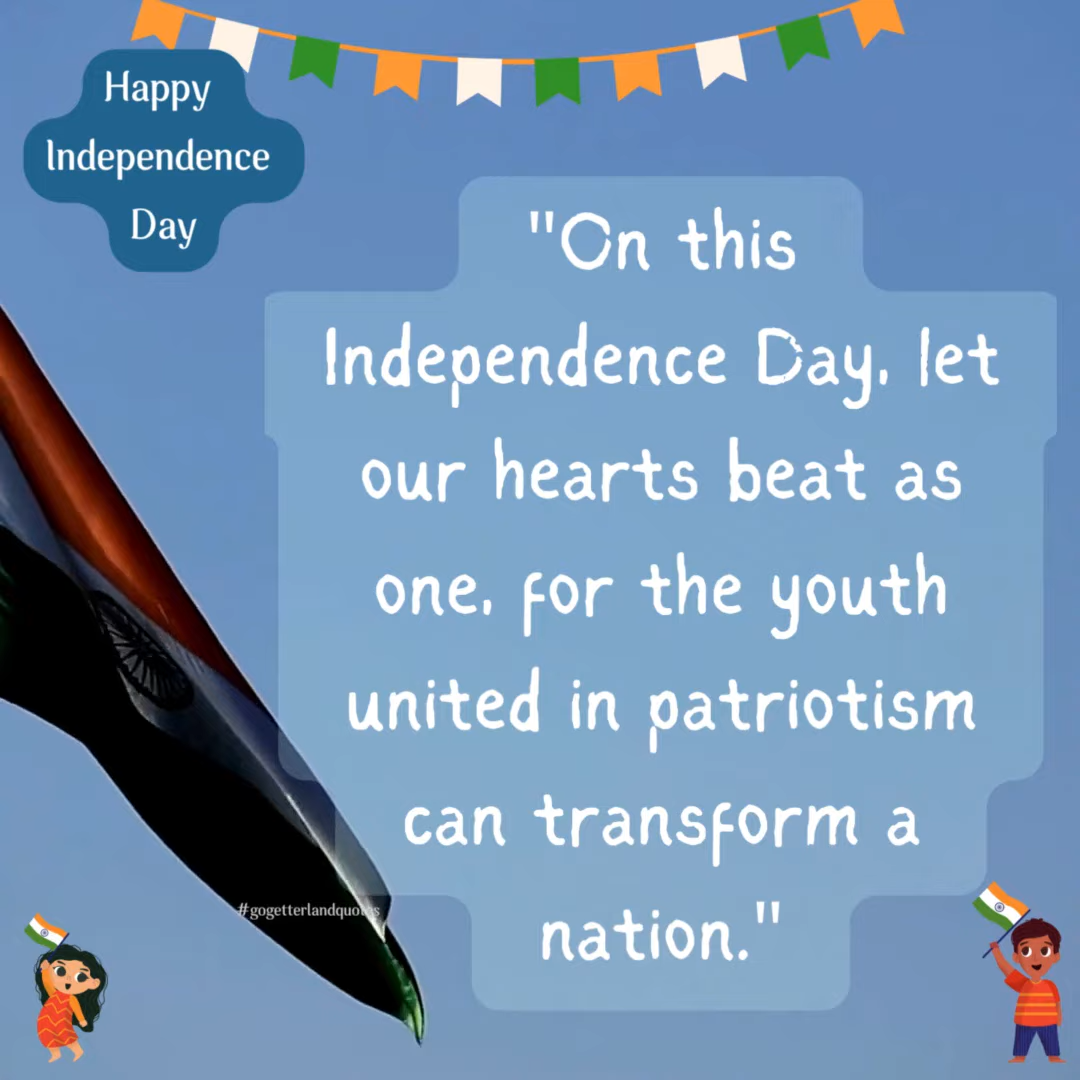 Happy
Independence
Day
"On this
Independence Day, let
our hearts beat as
one, for the youth
united in patriotism
can transform a
nation."
#gogetterlandquotes